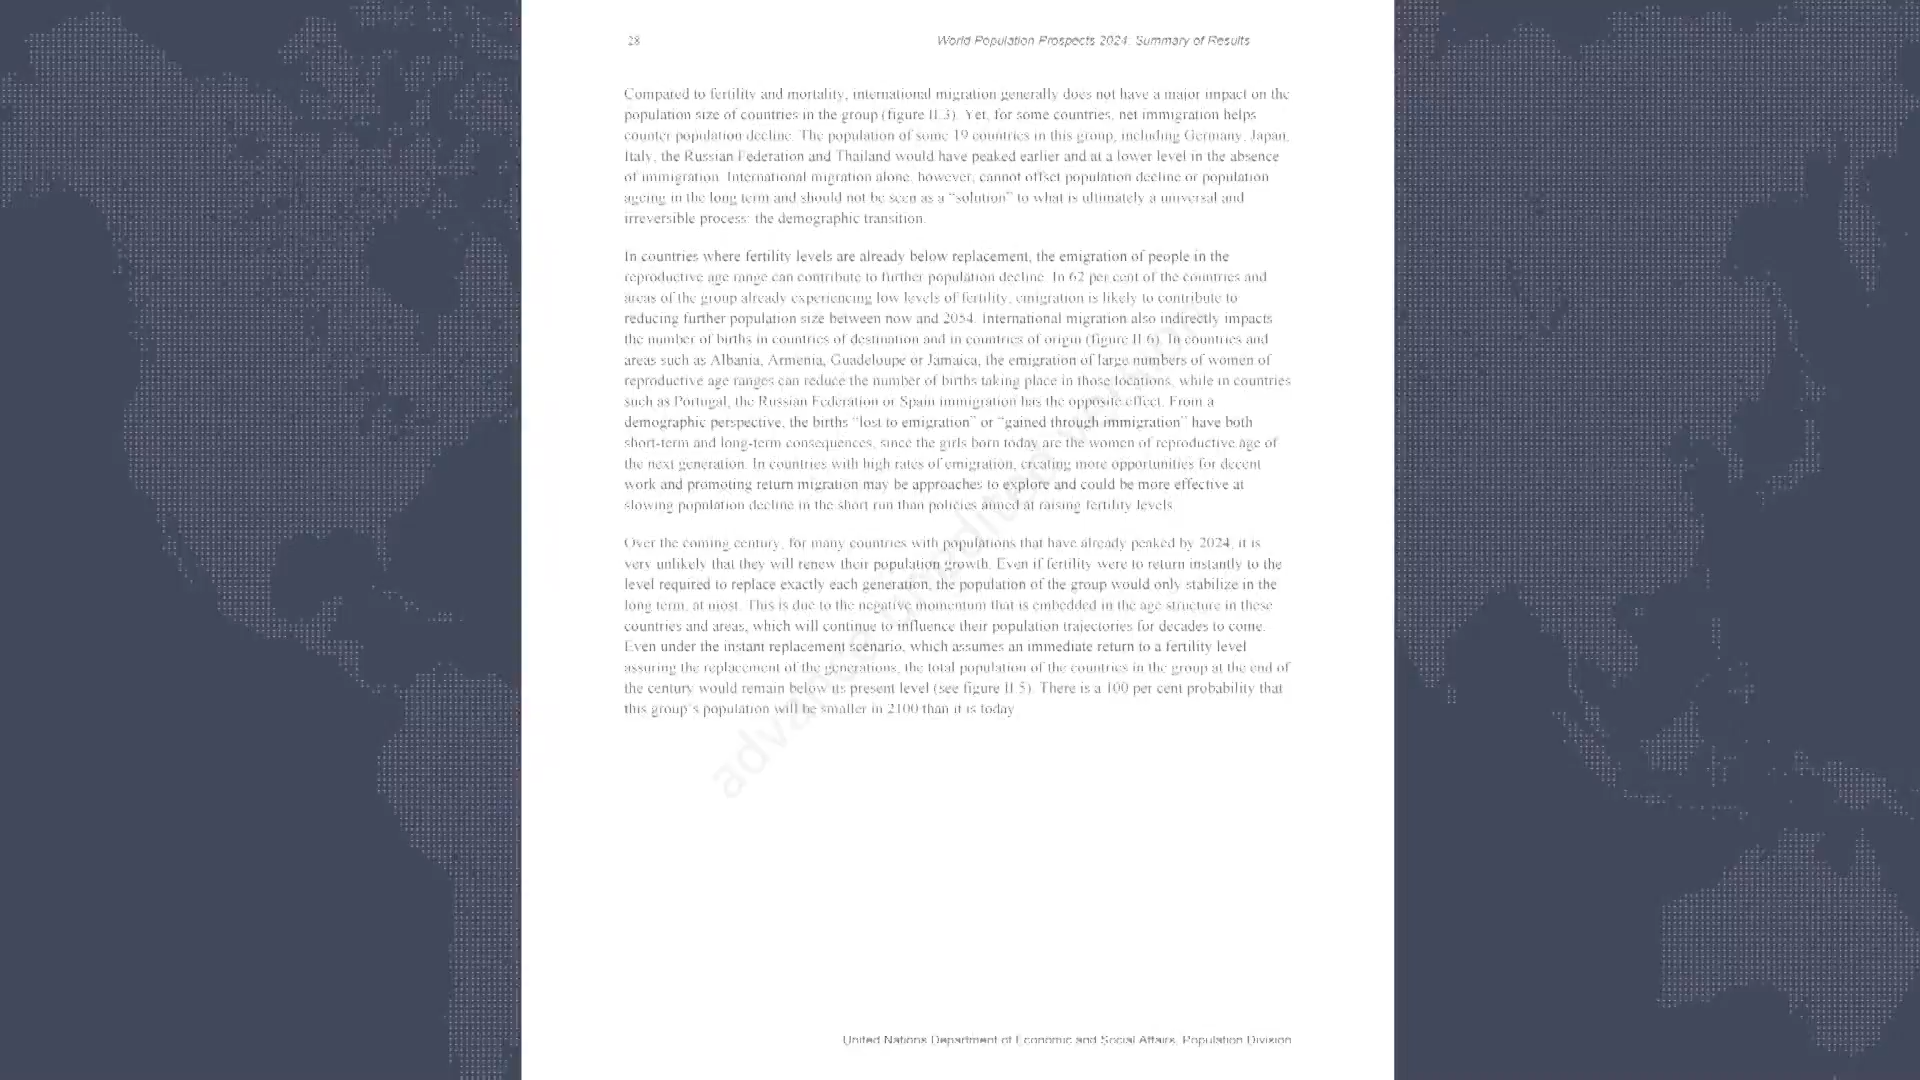 28
World Population Prospects 2024: Summary of Results
Compared to fertility and mortality, international migration generally does not have a major impact on the
population size of countries in the group (figure II.3). Yet, for some countries, net immigration helps
counter population decline. The population of some 19 countries in this group, including Germany, Japan,
Italy, the Russian Federation and Thailand would have peaked earlier and at a lower level in the absence
of immigration. International migration alone, however, cannot offset population decline or population
ageing in the long term and should not be seen as a “solution” to what is ultimately a universal and
irreversible process: the demographic transition.
In countries where fertility levels are already below replacement, the emigration of people in the
reproductive age range can contribute to further population decline. In 62 per cent of the countries and
areas of the group already experiencing low levels of fertility, emigration is likely to contribute to
reducing further population size between now and 2054. International migration also indirectly impacts
the number of births in countries of destination and in countries of origin (figure II.6). In countries and
areas such as Albania, Armenia, Guadeloupe or Jamaica, the emigration of large numbers of women of
reproductive age ranges can reduce the number of births taking place in those locations, while in countries
such as Portugal, the Russian Federation or Spain immigration has the opposite effect. From a
demographic perspective, the births “lost to emigration” or “gained through immigration” have both
short-term and long-term consequences, since the girls born today are the women of reproductive age of
the next generation. In countries with high rates of emigration, creating more opportunities for decent
work and promoting return migration may be approaches to explore and could be more effective at
slowing population decline in the short run than policies aimed at raising fertility levels.
Over the coming century, for many countries with populations that have already peaked by 2024, it is
very unlikely that they will renew their population growth. Even if fertility were to return instantly to the
level required to replace exactly each generation, the population of the group would only stabilize in the
long term, at most. This is due to the negative momentum that is embedded in the age structure in these
countries and areas, which will continue to influence their population trajectories for decades to come.
Even under the instant replacement scenario, which assumes an immediate return to a fertility level
assuring the replacement of the generations, the total population of the countries in the group at the end of
the century would remain below its present level (see figure II.5). There is a 100 per cent probability that
this group’s population will be smaller in 2100 than it is today.
United Nations Department of Economic and Social Affairs, Population Division